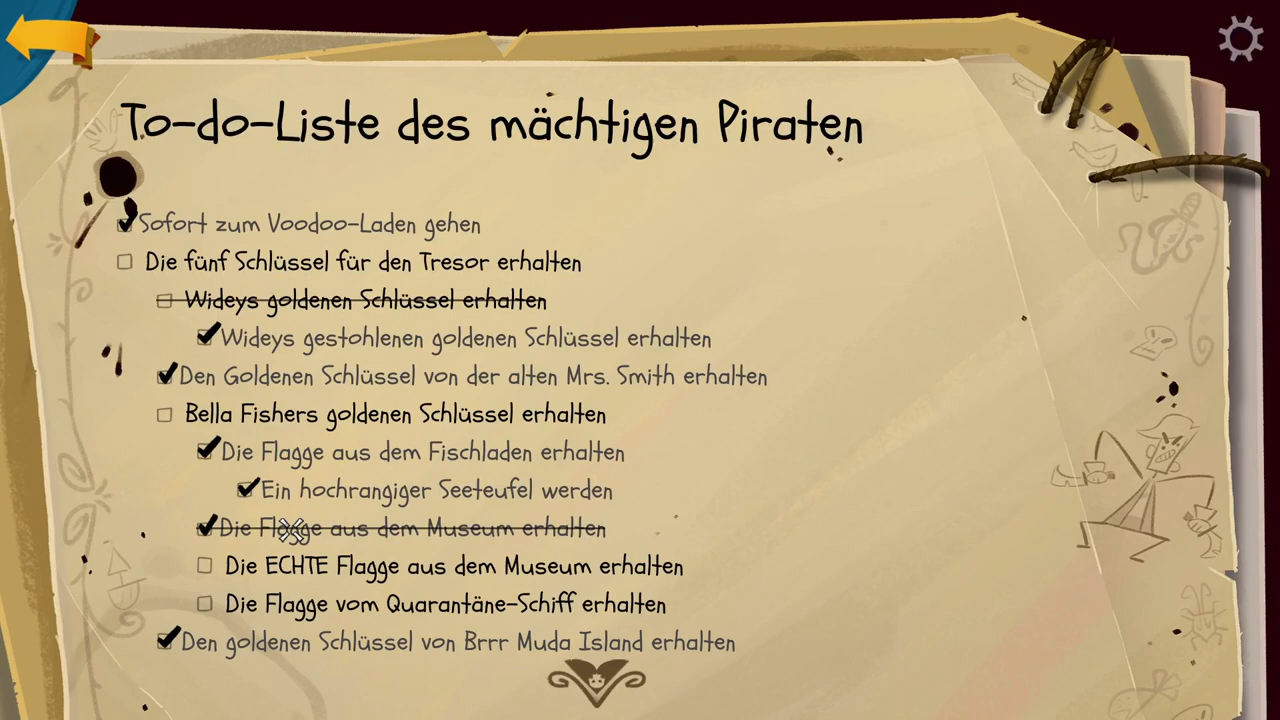 To-do-Liste des mächtigen Piraten
Sofort zum Voodoo-Laden gehen
Die fünf Schlüssel für den Tresor erhalten
Wideys goldenen Schlüssel erhalten
Wideys gestohlenen goldenen Schlüssel erhalten
Den Goldenen Schlüssel von der alten Mrs. Smith erhalten
Bella Fishers goldenen Schlüssel erhalten
Die Flagge aus dem Fischladen erhalten
Ein hochrangiger Seeteufel werden
Die Flagge aus dem Museum erhalten
Die ECHTE Flagge aus dem Museum erhalten
Die Flagge vom Quarantäne-Schiff erhalten
Den goldenen Schlüssel von Brrr Muda Island erhalten